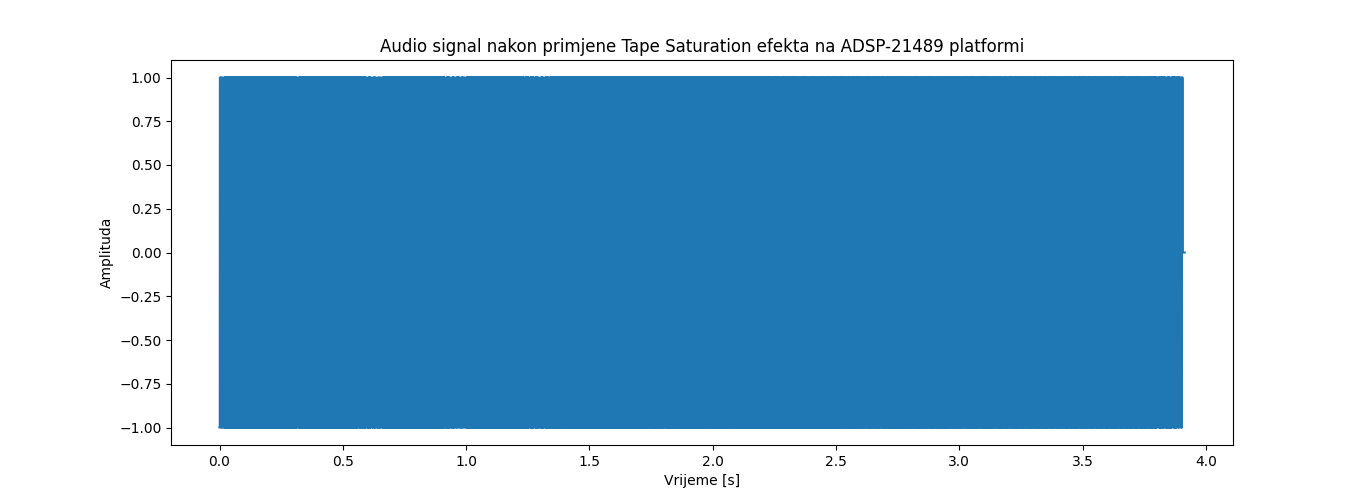 Audio signal nakon primjene Tape Saturation efekta na ADSP-21489 platformi
1.00
0.75
0.50
0.25
0.00
−0.25
−0.50
−0.75
−1.00
Amplituda
0.0 0.5 1.0 1.5 2.0 2.5 3.0 3.5 4.0
Vrijeme [s]